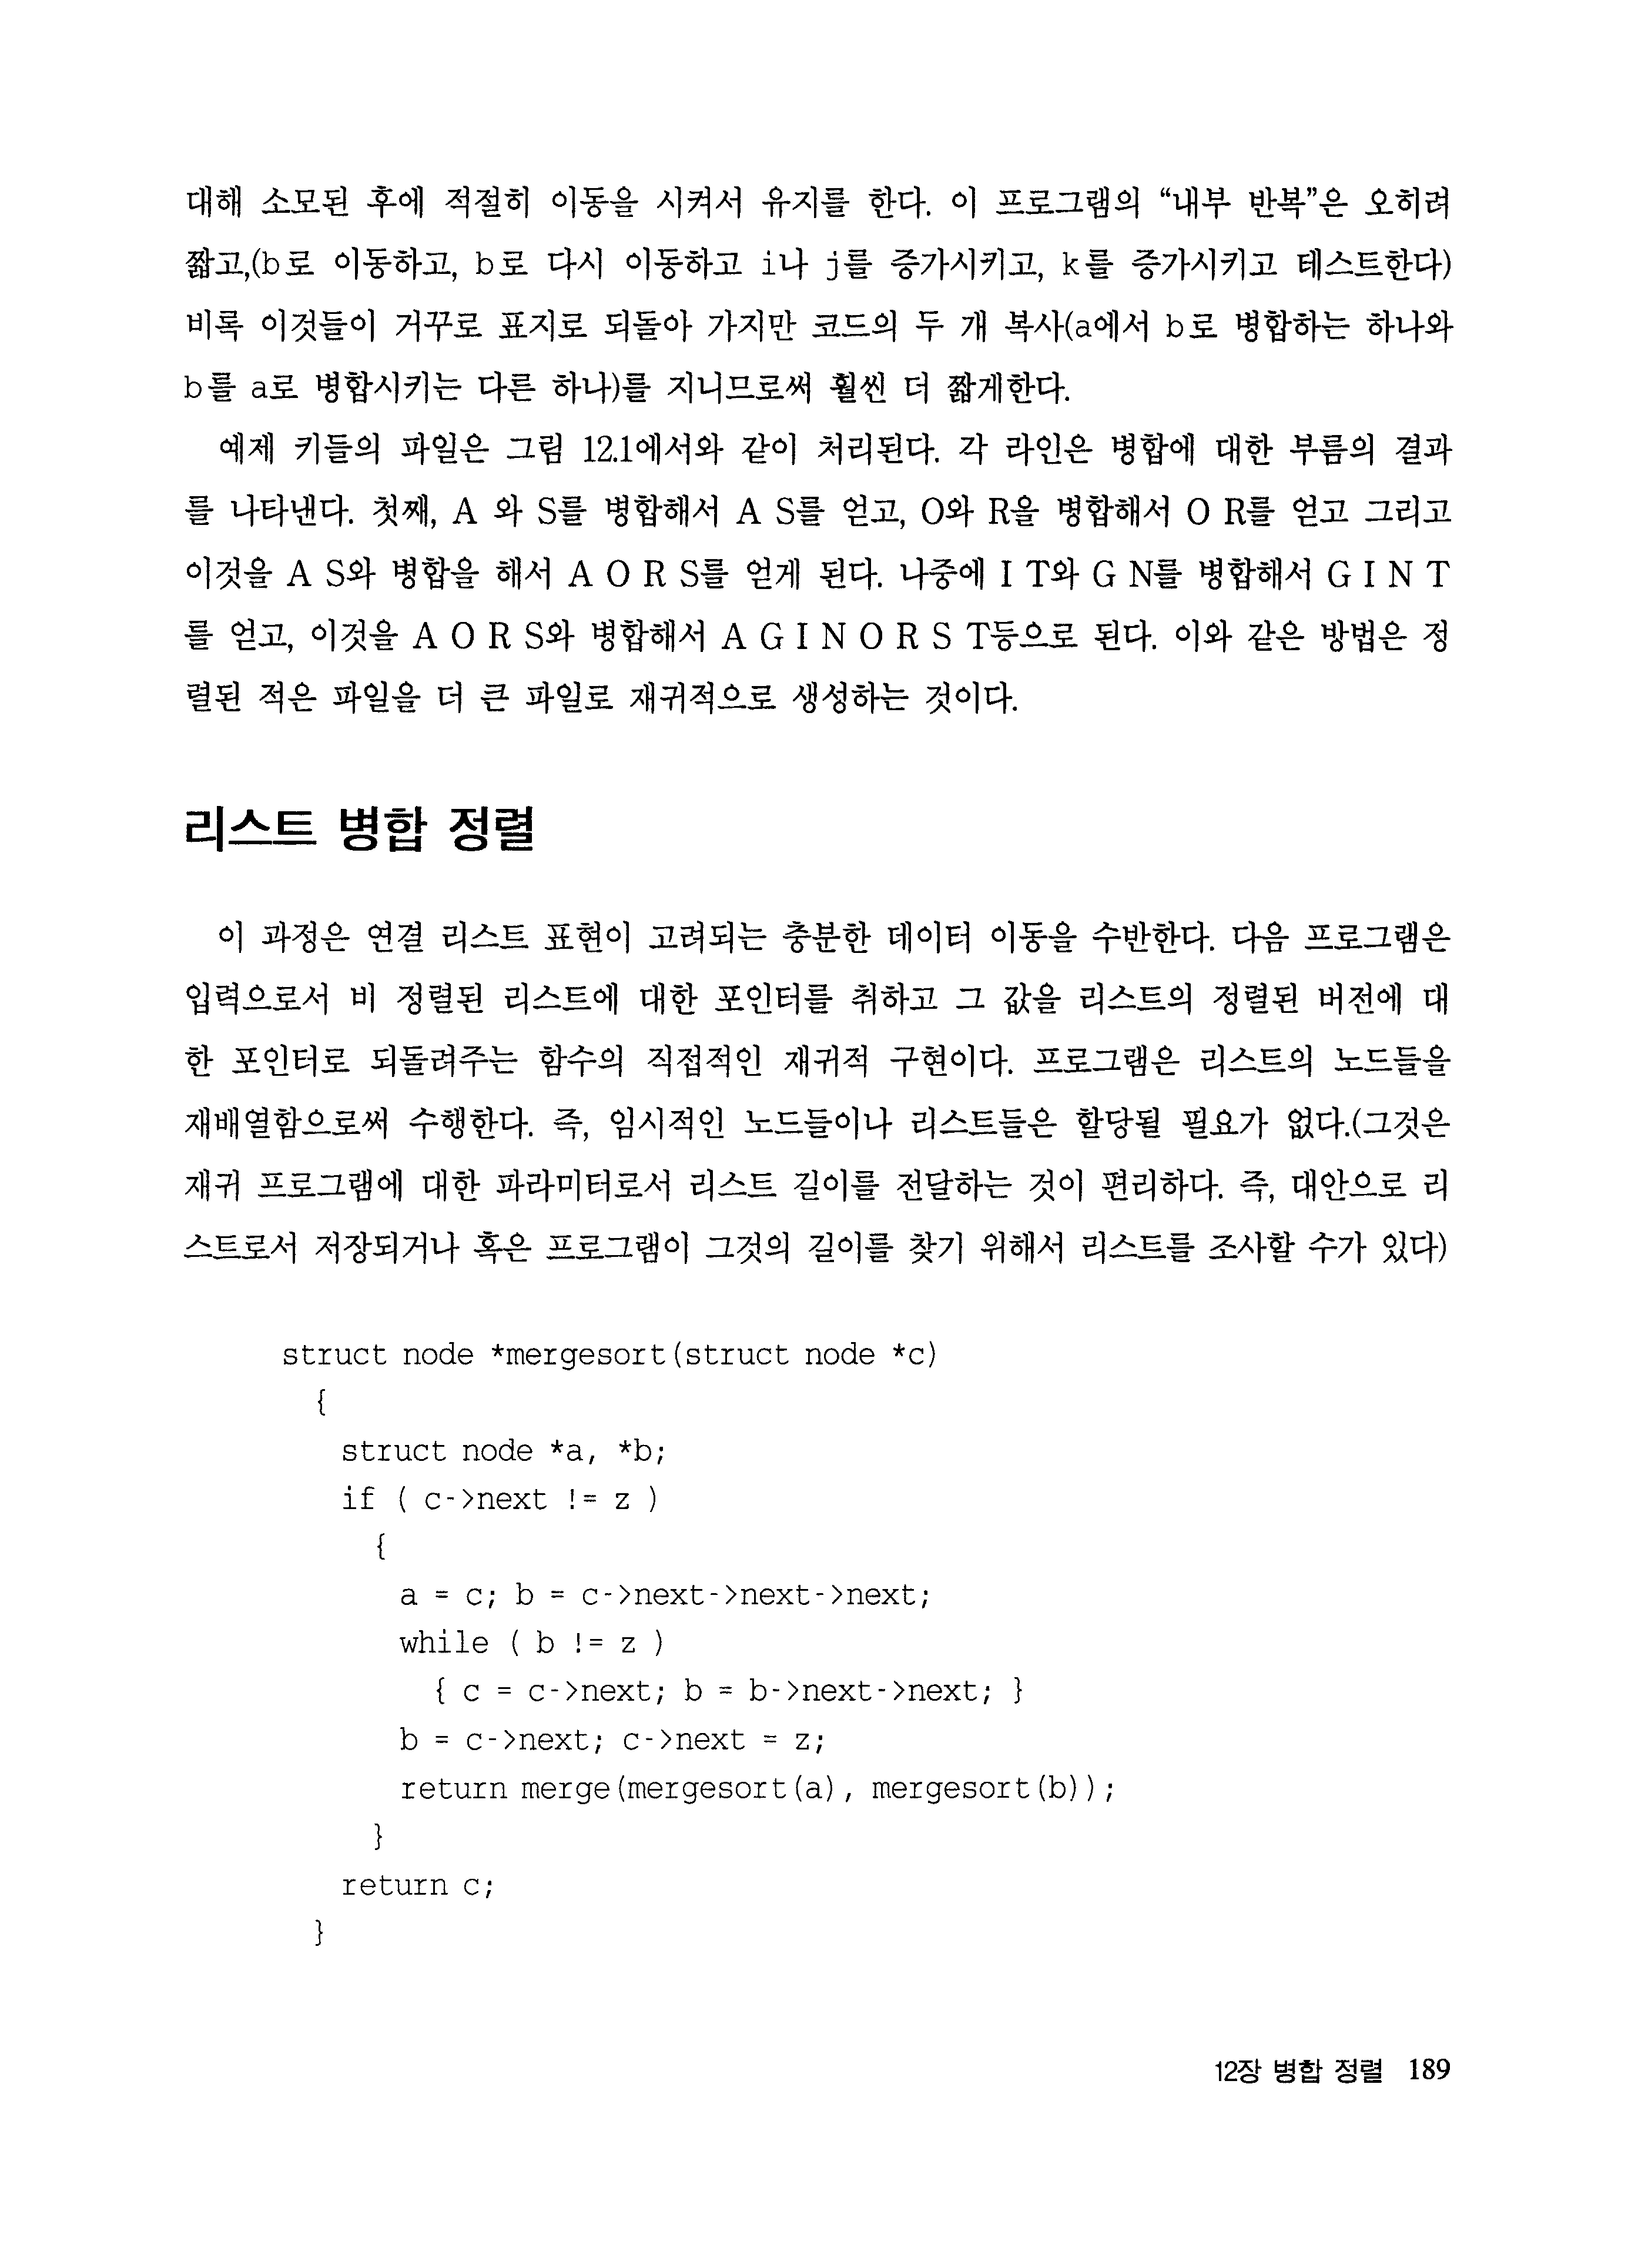 대해 소모된 후에 적절히 이동을 시켜서 유지를 한다. 이 프로그램의 “내부 반복”은 오히려
짧고,(b로 이동하고, b로 다시 이동하고 i나 j를 증가시키고, k를 증가시키고 테스트한다)
비록 이것들이 거꾸로 표지로 되돌아 가지만 코드의 두 개 복사(a에서 b로 병합하는 하나와
b를 a로 병합시키는 다른 하나)를 지니므로써 훨씬 더 짧게한다.
예제 키들의 파일은 그림 12.1에서와 같이 처리된다. 각 라인은 병합에 대한 부름의 결과
를 나타낸다. 첫째, A 와 S를 병합해서 A S를 얻고, O와 R을 병합해서 O R를 얻고 그리고
이것을 A S와 병합을 해서 A O R S를 얻게 된다. 나중에 I T와 G N를 병합해서 G I N T
를 얻고, 이것을 A O R S와 병합해서 A G I N O R S T등으로 된다. 이와 같은 방법은 정
렬된 적은 파일을 더 큰 파일로 재귀적으로 생성하는 것이다.
리스트 병합 정렬
이 과정은 연결 리스트 표현이 고려되는 충분한 데이터 이동을 수반한다. 다음 프로그램은
입력으로서 비 정렬된 리스트에 대한 포인터를 취하고 그 값을 리스트의 정렬된 버전에 대
한 포인터로 되돌려주는 함수의 직접적인 재귀적 구현이다. 프로그램은 리스트의 노드들을
재배열함으로써 수행한다. 즉, 임시적인 노드들이나 리스트들은 할당될 필요가 없다.(그것은
재귀 프로그램에 대한 파라미터로서 리스트 길이를 전달하는 것이 편리하다. 즉, 대안으로 리
스트로서 저장되거나 혹은 프로그램이 그것의 길이를 찾기 위해서 리스트를 조사할 수가 있다)
struct node *mergesort(struct node *c)
{
struct node *a, *b;
if ( c->next != z )
{
a = c; b = c->next->next->next;
while ( b != z )
{ c = c->next; b = b->next->next; }
b = c->next; c->next = z;
return merge(mergesort(a), mergesort(b));
}
return c;
}
12장 병합 정렬 189